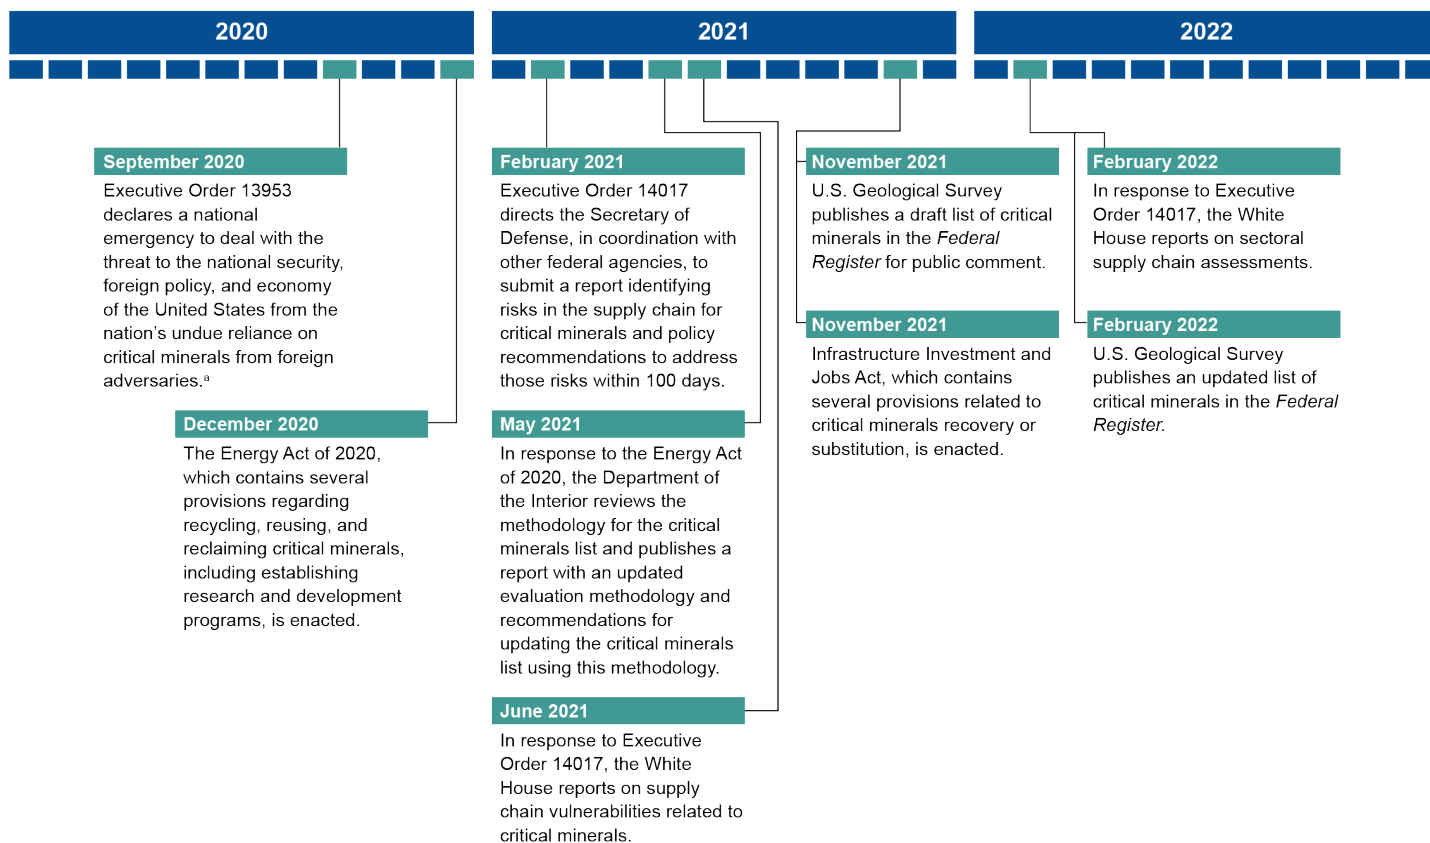 2020
2021
2022
September 2020
Executive Order 13953
declares a national
emergency to deal with the
threat to the national security,
foreign policy, and economy
of the United States from the
nation’s undue reliance on
critical minerals from foreign
adversaries.ᵃ
December 2020
The Energy Act of 2020,
which contains several
provisions regarding
recycling, reusing, and
reclaiming critical minerals,
including establishing
research and development
programs, is enacted.
February 2021
Executive Order 14017
directs the Secretary of
Defense, in coordination with
other federal agencies, to
submit a report identifying
risks in the supply chain for
critical minerals and policy
recommendations to address
those risks within 100 days.
May 2021
In response to the Energy Act
of 2020, the Department of
the Interior reviews the
methodology for the critical
minerals list and publishes a
report with an updated
evaluation methodology and
recommendations for
updating the critical minerals
list using this methodology.
June 2021
In response to Executive
Order 14017, the White
House reports on supply
chain vulnerabilities related to
critical minerals.
November 2021
U.S. Geological Survey
publishes a draft list of critical
minerals in the Federal
Register for public comment.
November 2021
Infrastructure Investment and
Jobs Act, which contains
several provisions related to
critical minerals recovery or
substitution, is enacted.
February 2022
In response to Executive
Order 14017, the White
House reports on sectoral
supply chain assessments.
February 2022
U.S. Geological Survey
publishes an updated list of
critical minerals in the Federal
Register.